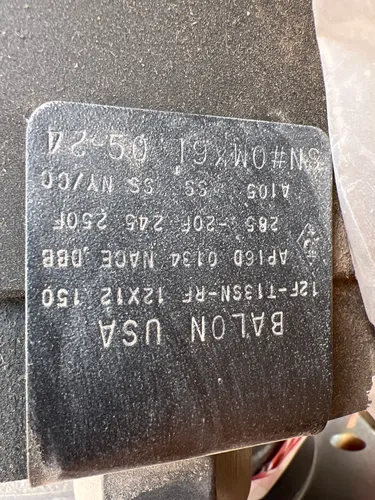 BALON USA
12F-T13SN-RF 12X12 150
API6D 0134 NACE DBB
285 -20F 245 250F
A105 SS SS NY/CC
SN#OMX6I 05-24